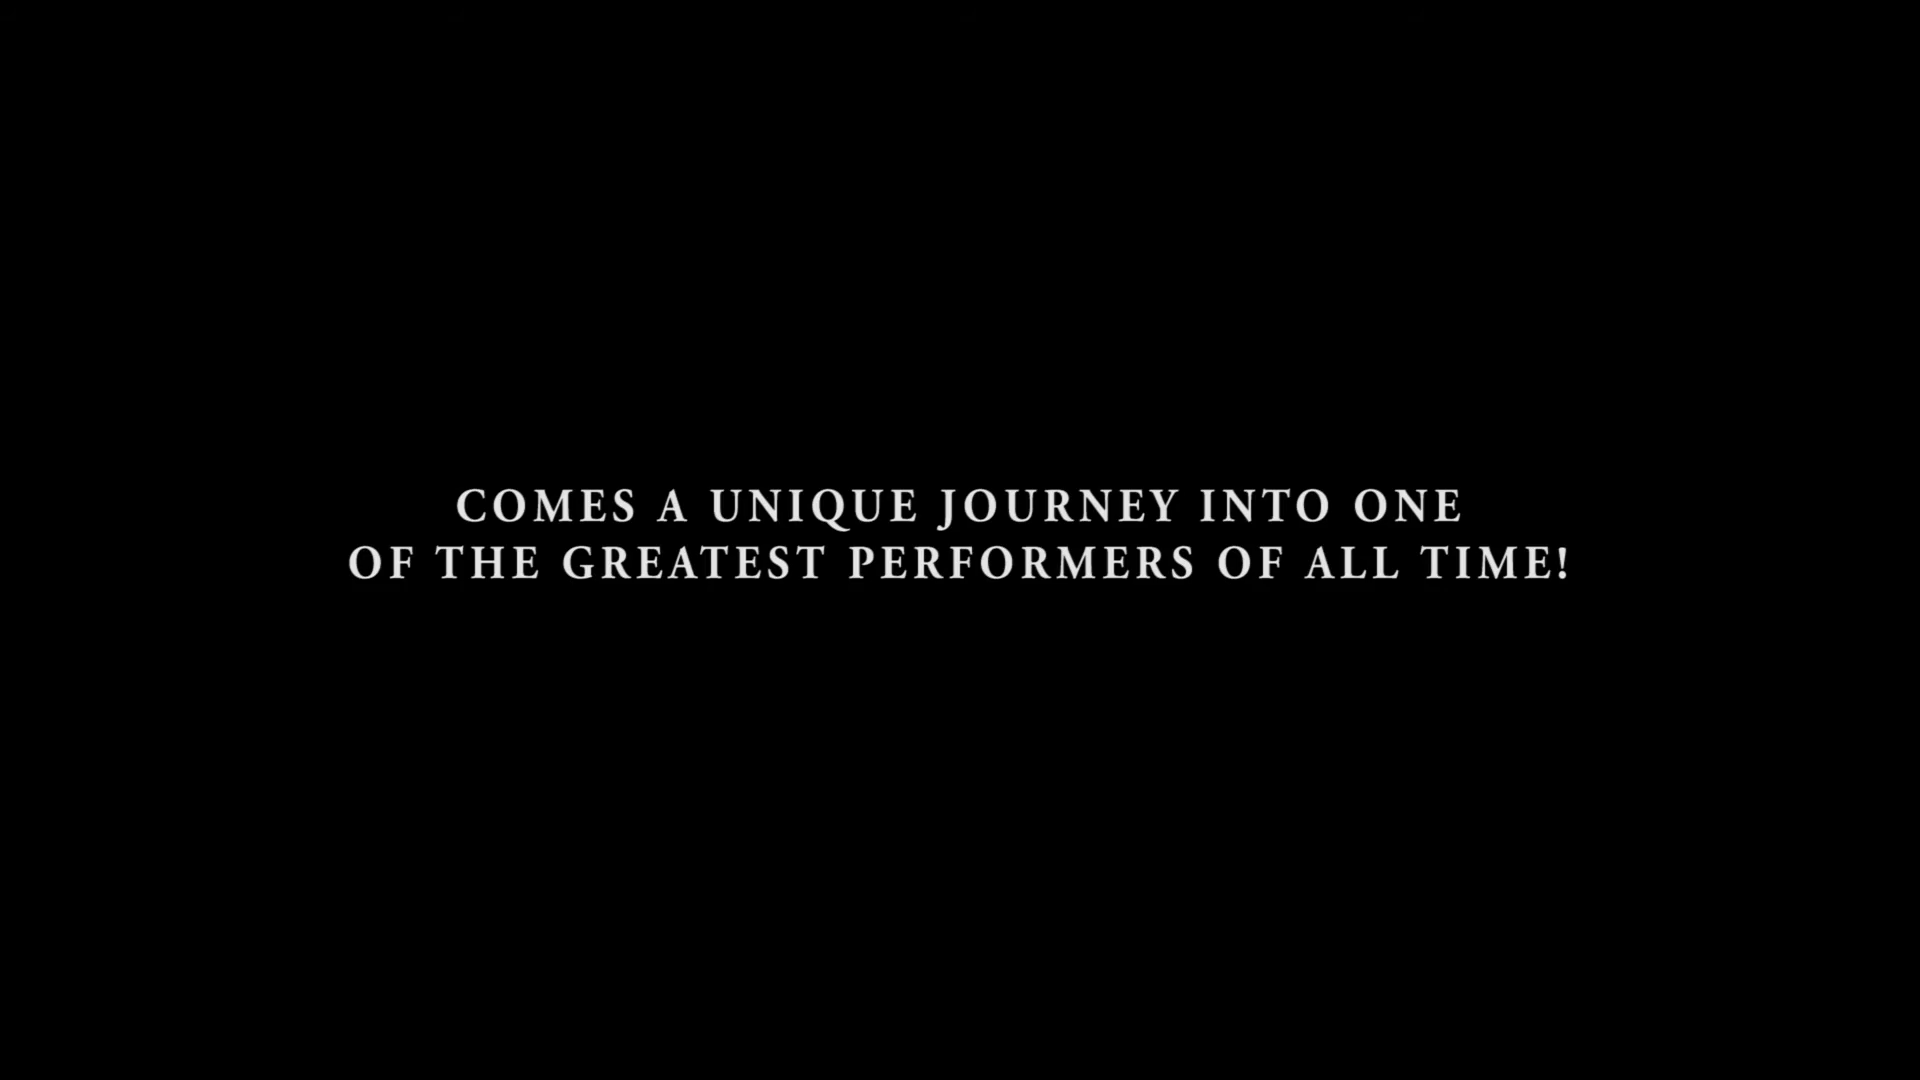 COMES A UNIQUE JOURNEY INTO ONE
OF THE GREATEST PERFORMERS OF ALL TIME!